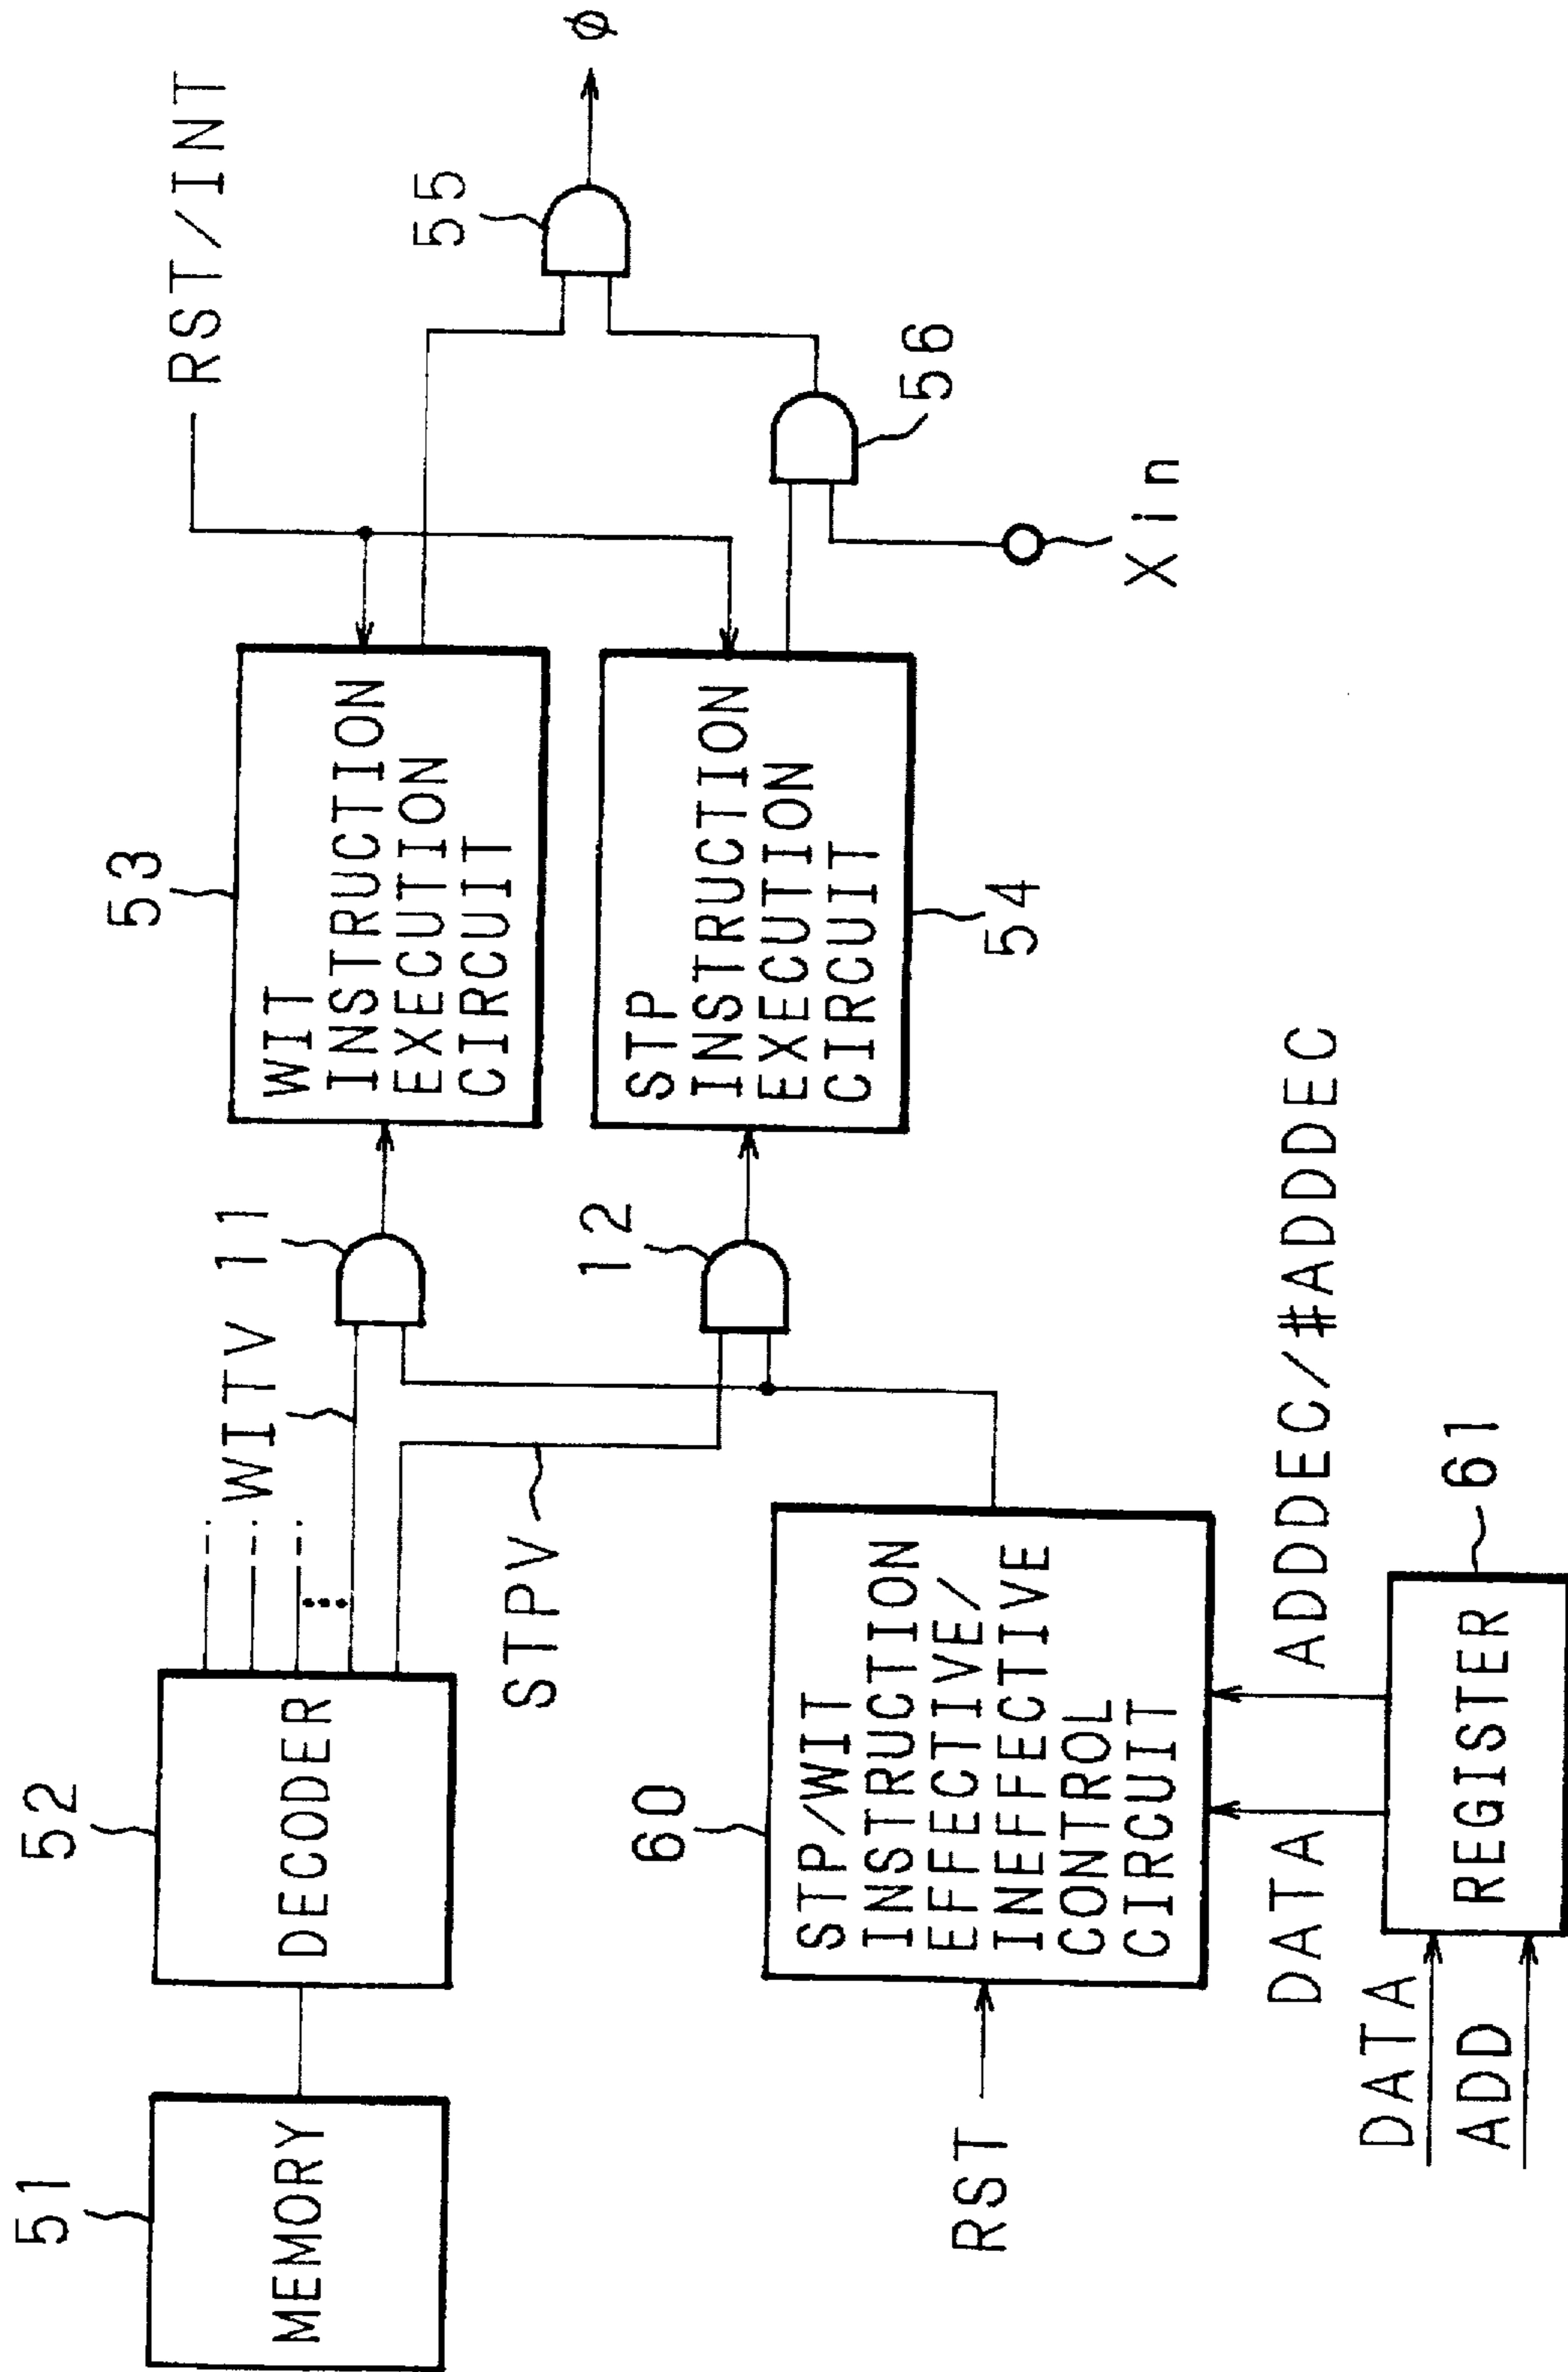 51
MEMORY
52
DECODER
WITV
STPV
11
12
53
WIT
INSTRUCTION
EXECUTION
CIRCUIT
STP
INSTRUCTION
EXECUTION
CIRCUIT
54
RST/INT
55
φ
56
Xin
60
STP/WIT
INSTRUCTION
EFFECTIVE/
INEFFECTIVE
CONTROL
CIRCUIT
RST
DATA
ADDDEC/#ADDDEC
61
REGISTER
DATA
ADD